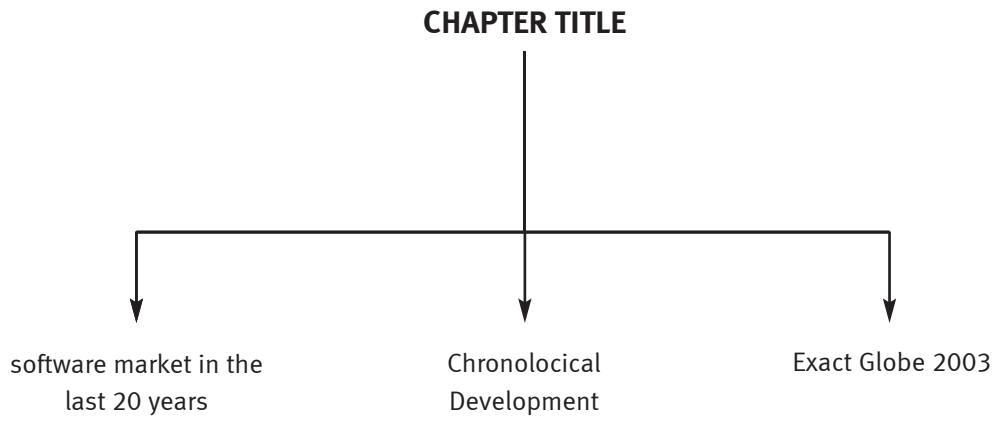 CHAPTER TITLE
software market in the
last 20 years
Chronolocical
Development
Exact Globe 2003